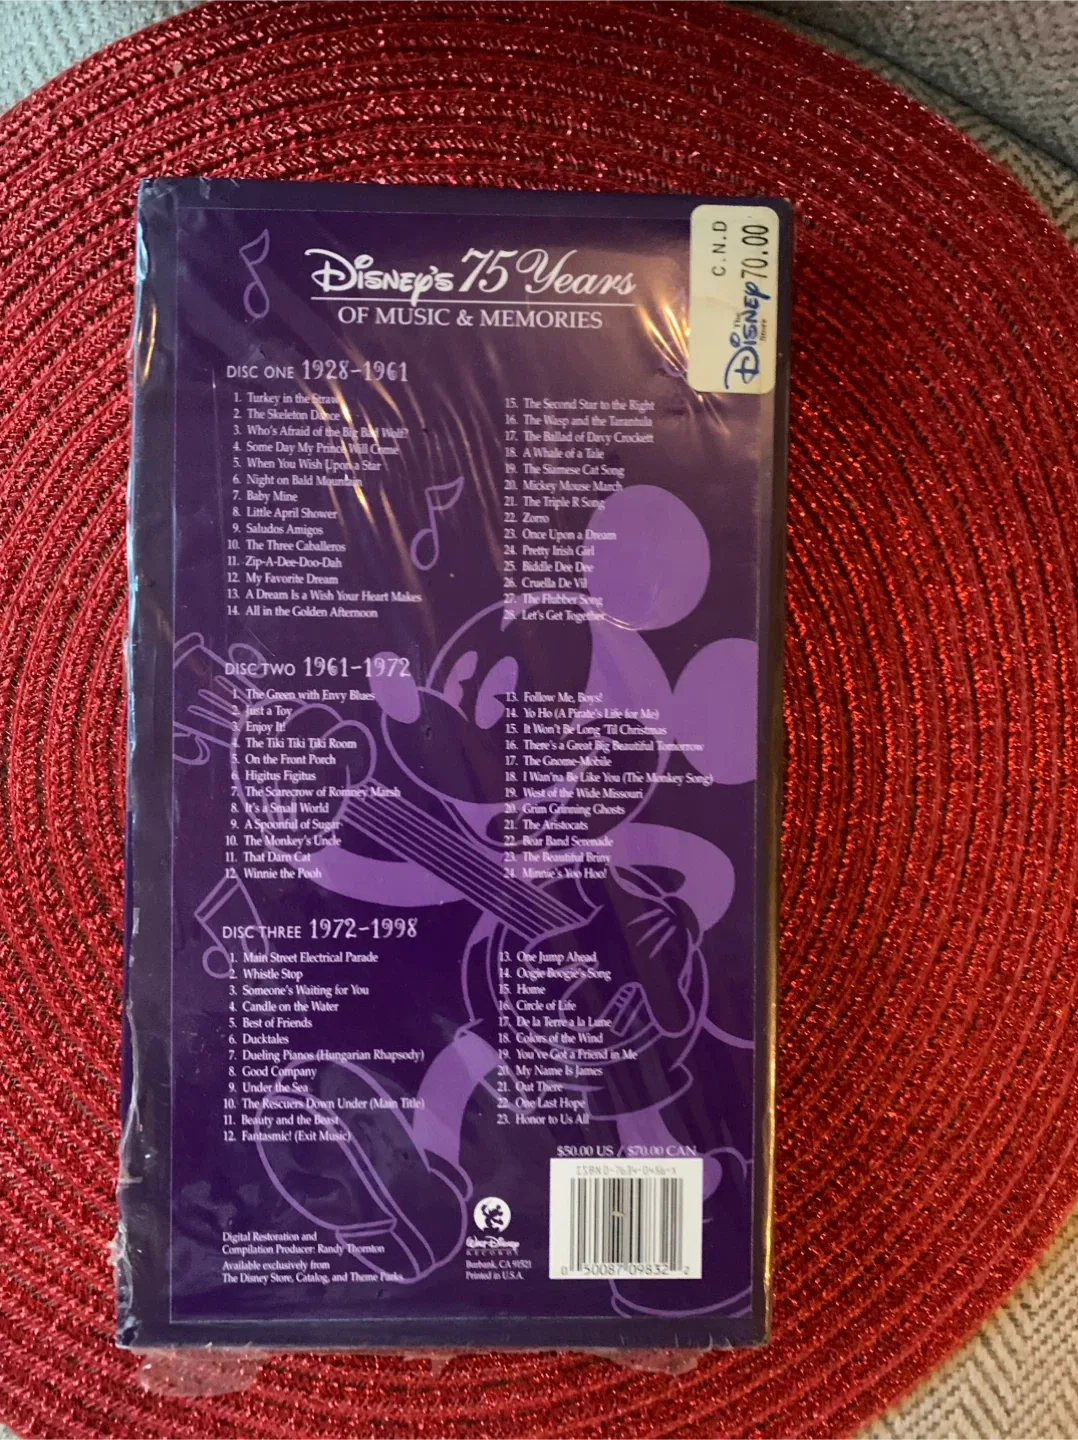 Disney's 75 Years
OF MUSIC & MEMORIES
C.N.D
70.00
The
Disney
Store
DISC ONE 1928-1961
1. Turkey in the Straw
2. The Skeleton Dance
3. Who's Afraid of the Big Bad Wolf?
4. Some Day My Prince Will Come
5. When You Wish Upon a Star
6. Night on Bald Mountain
7. Baby Mine
8. Little April Shower
9. Saludos Amigos
10. The Three Caballeros
11. Zip-A-Dee-Doo-Dah
12. My Favorite Dream
13. A Dream Is a Wish Your Heart Makes
14. All in the Golden Afternoon
15. The Second Star to the Right
16. The Wasp and the Tarantula
17. The Ballad of Davy Crockett
18. A Whale of a Tale
19. The Siamese Cat Song
20. Mickey Mouse March
21. The Triple R Song
22. Zorro
23. Once Upon a Dream
24. Pretty Irish Girl
25. Biddle Dee Dee
26. Cruella De Vil
27. The Flubber Song
28. Let's Get Together
DISC TWO 1961-1972
1. The Green with Envy Blues
2. Just a Toy
3. Enjoy It!
4. The Tiki Tiki Tiki Room
5. On the Front Porch
6. Higitus Figitus
7. The Scarecrow of Romney Marsh
8. It's a Small World
9. A Spoonful of Sugar
10. The Monkey's Uncle
11. That Darn Cat
12. Winnie the Pooh
13. Follow Me, Boys!
14. Yo Ho (A Pirate's Life for Me)
15. It Won't Be Long 'Til Christmas
16. There's a Great Big Beautiful Tomorrow
17. The Gnome-Mobile
18. I Wan'na Be Like You (The Monkey Song)
19. West of the Wide Missouri
20. Grim Grinning Ghosts
21. The Aristocats
22. Bear Band Serenade
23. The Beautiful Briny
24. Minnie's Yoo Hoo!
DISC THREE 1972-1998
1. Main Street Electrical Parade
2. Whistle Stop
3. Someone's Waiting for You
4. Candle on the Water
5. Best of Friends
6. Ducktales
7. Dueling Pianos (Hungarian Rhapsody)
8. Good Company
9. Under the Sea
10. The Rescuers Down Under (Main Title)
11. Beauty and the Beast
12. Fantasmic! (Exit Music)
13. One Jump Ahead
14. Oogie Boogie's Song
15. Home
16. Circle of Life
17. De la Terre a la Lune
18. Colors of the Wind
19. You've Got a Friend in Me
20. My Name Is James
21. Out There
22. One Last Hope
23. Honor to Us All
$50.00 US / $70.00 CAN
ISBN 0-7634-0486-X
0 50087 09832 2
Digital Restoration and
Compilation Producer: Randy Thornton
Available exclusively from
The Disney Store, Catalog, and Theme Parks
Walt Disney
RECORDS
Burbank, CA 91521
Printed in U.S.A.